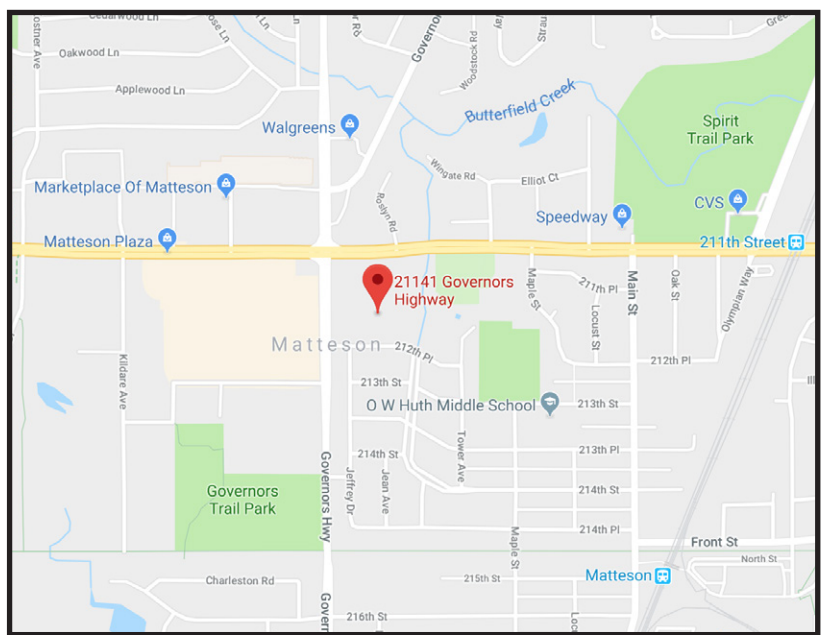 Cedarwood Ln
Oakwood Ln
Applewood Ln
Woodstock Rd
Butterfield Creek
Spirit
Trail Park
Walgreens
Wingate Rd
Elliot Ct
Marketplace Of Matteson
Roslyn Rd
Speedway
CVS
Matteson Plaza
211th Street
21141 Governors
Highway
Maple St
211th Pl
Main St
Oak St
Olympian Way
Locust St
Matteson
212th Pl
212th Pl
Kildare Ave
213th St
O W Huth Middle School
213th St
Tower Ave
213th Pl
214th St
Governors Hwy
Jeffrey Dr
Jean Ave
214th St
Governors
Trail Park
214th Pl
Maple St
Front St
North St
Charleston Rd
215th St
Matteson
216th St